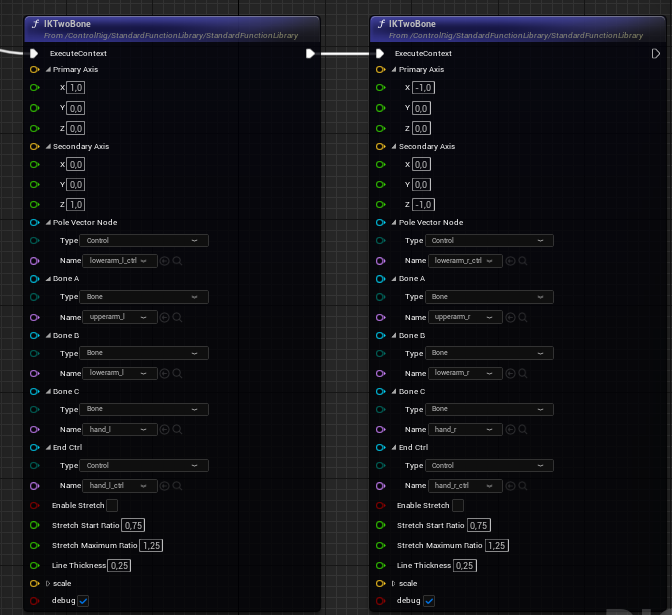 IKTwoBone
From /ControlRig/StandardFunctionLibrary/StandardFunctionLibrary
ExecuteContext
Primary Axis
X 1,0
Y 0,0
Z 0,0
Secondary Axis
X 0,0
Y 0,0
Z 1,0
Pole Vector Node
Type Control
Name lowerarm_l_ctrl
Bone A
Type Bone
Name upperarm_l
Bone B
Type Bone
Name lowerarm_l
Bone C
Type Bone
Name hand_l
End Ctrl
Type Control
Name hand_l_ctrl
Enable Stretch
Stretch Start Ratio 0,75
Stretch Maximum Ratio 1,25
Line Thickness 0,25
scale
debug
IKTwoBone
From /ControlRig/StandardFunctionLibrary/StandardFunctionLibrary
ExecuteContext
Primary Axis
X -1,0
Y 0,0
Z 0,0
Secondary Axis
X 0,0
Y 0,0
Z -1,0
Pole Vector Node
Type Control
Name lowerarm_r_ctrl
Bone A
Type Bone
Name upperarm_r
Bone B
Type Bone
Name lowerarm_r
Bone C
Type Bone
Name hand_r
End Ctrl
Type Control
Name hand_r_ctrl
Enable Stretch
Stretch Start Ratio 0,75
Stretch Maximum Ratio 1,25
Line Thickness 0,25
scale
debug